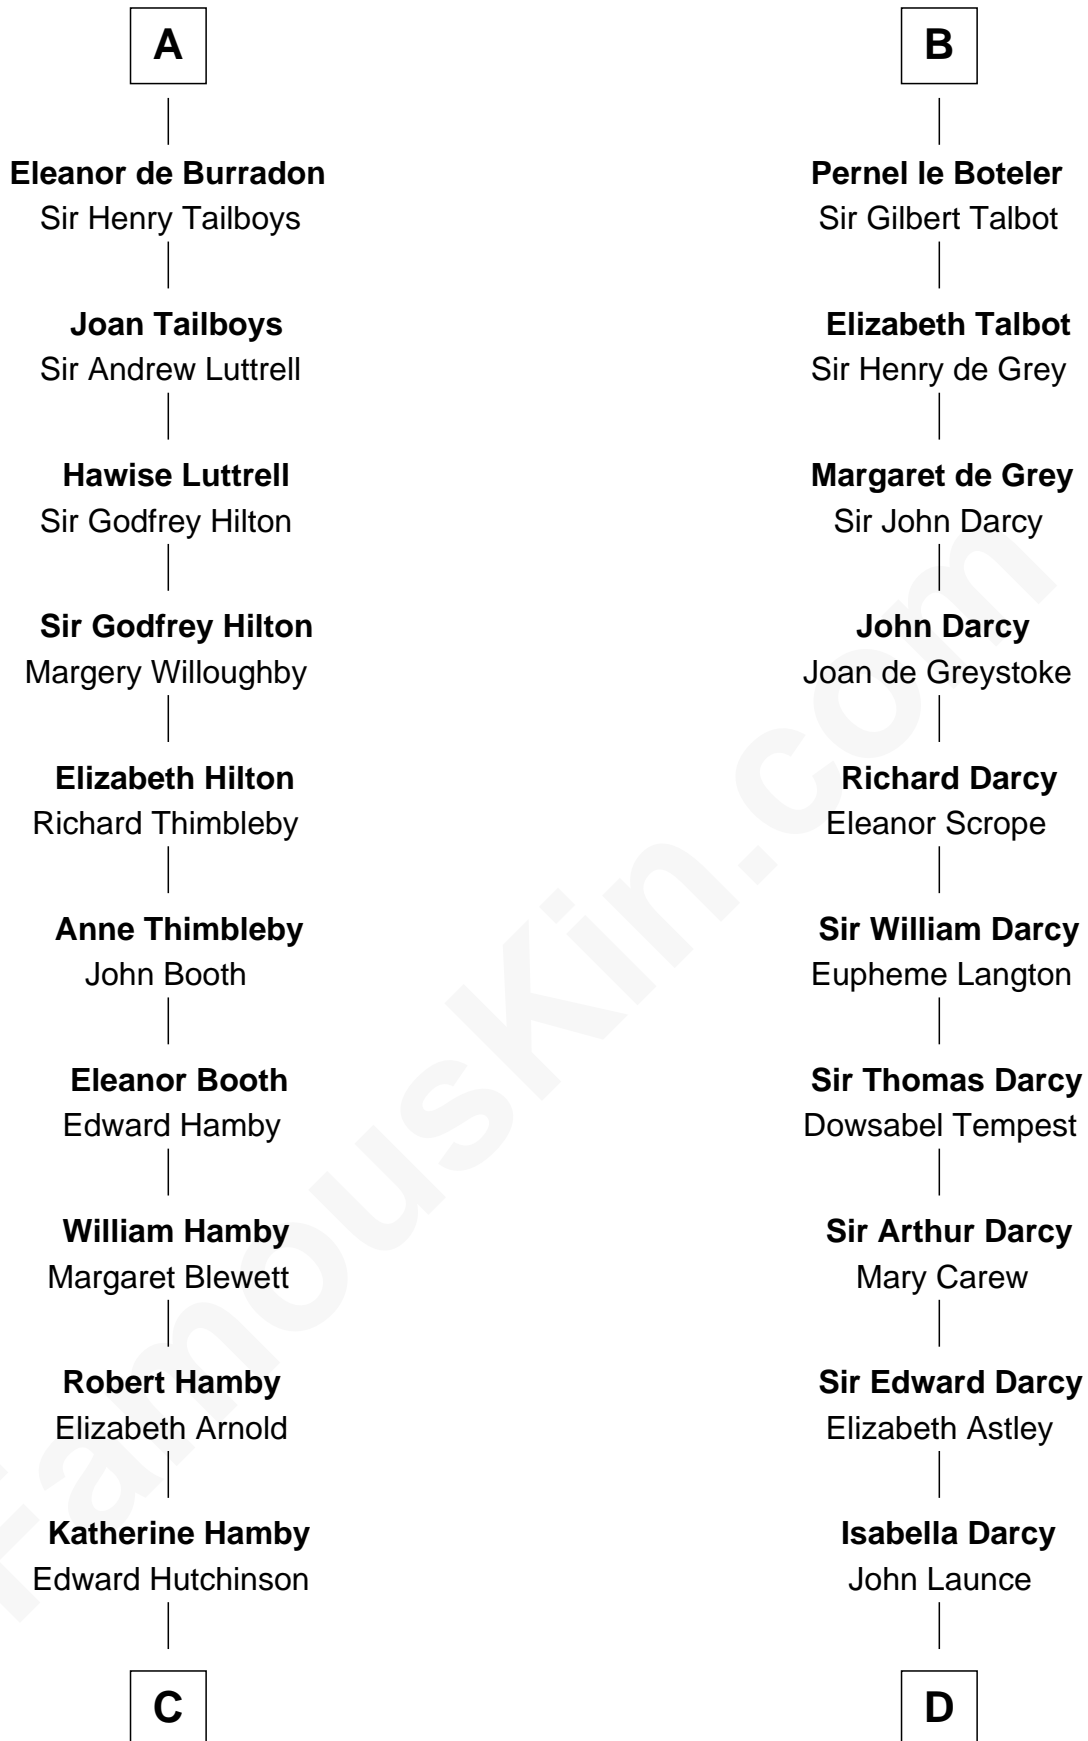 A
Eleanor de Burradon
Sir Henry Tailboys
Joan Tailboys
Sir Andrew Luttrell
Hawise Luttrell
Sir Godfrey Hilton
Sir Godfrey Hilton
Margery Willoughby
Elizabeth Hilton
Richard Thimbleby
Anne Thimbleby
John Booth
Eleanor Booth
Edward Hamby
William Hamby
Margaret Blewett
Robert Hamby
Elizabeth Arnold
Katherine Hamby
Edward Hutchinson
C
B
Pernel le Boteler
Sir Gilbert Talbot
Elizabeth Talbot
Sir Henry de Grey
Margaret de Grey
Sir John Darcy
John Darcy
Joan de Greystoke
Richard Darcy
Eleanor Scrope
Sir William Darcy
Eupheme Langton
Sir Thomas Darcy
Dowsabel Tempest
Sir Arthur Darcy
Mary Carew
Sir Edward Darcy
Elizabeth Astley
Isabella Darcy
John Launce
D
FamousKin.com